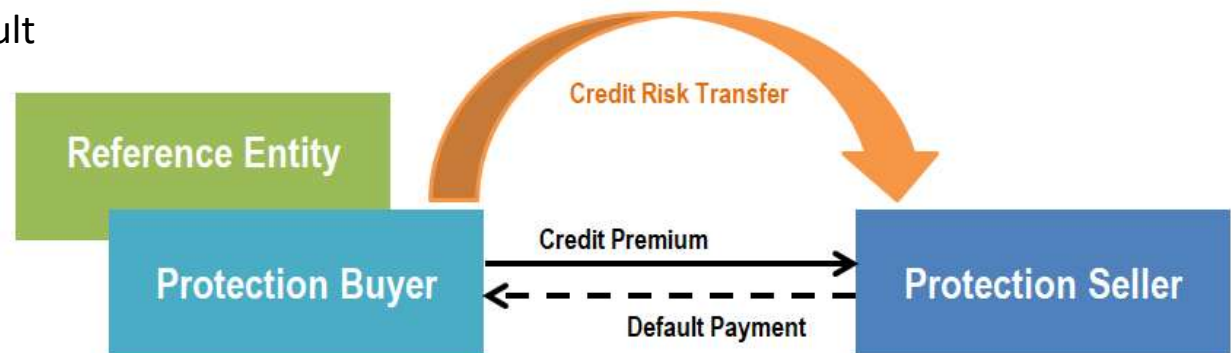 ult
Credit Risk Transfer
Reference Entity
Credit Premium
Protection Buyer
Protection Seller
Default Payment